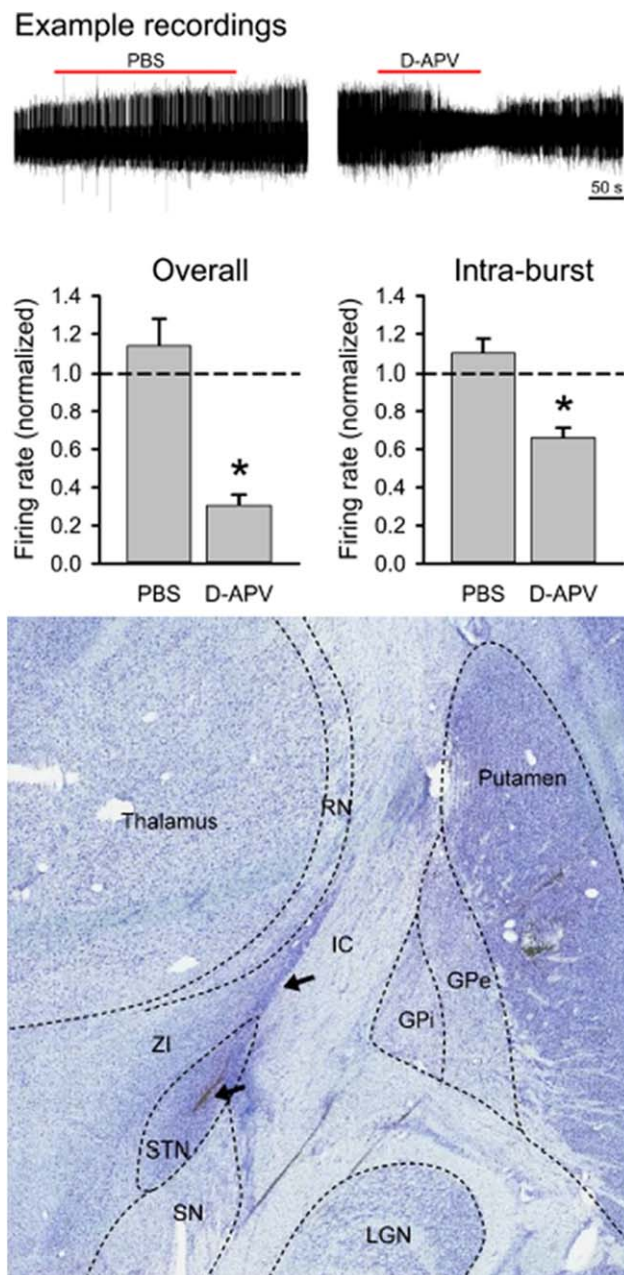 Example recordings
PBS D-APV
50 s
Overall Intra-burst
Firing rate (normalized)
1.4
1.2
1.0
0.8
0.6
0.4
0.2
0.0
PBS D-APV
Firing rate (normalized)
1.4
1.2
1.0
0.8
0.6
0.4
0.2
0.0
PBS D-APV
*
*
Putamen
RN
Thalamus
IC
GPe
GPi
ZI
STN
SN
LGN